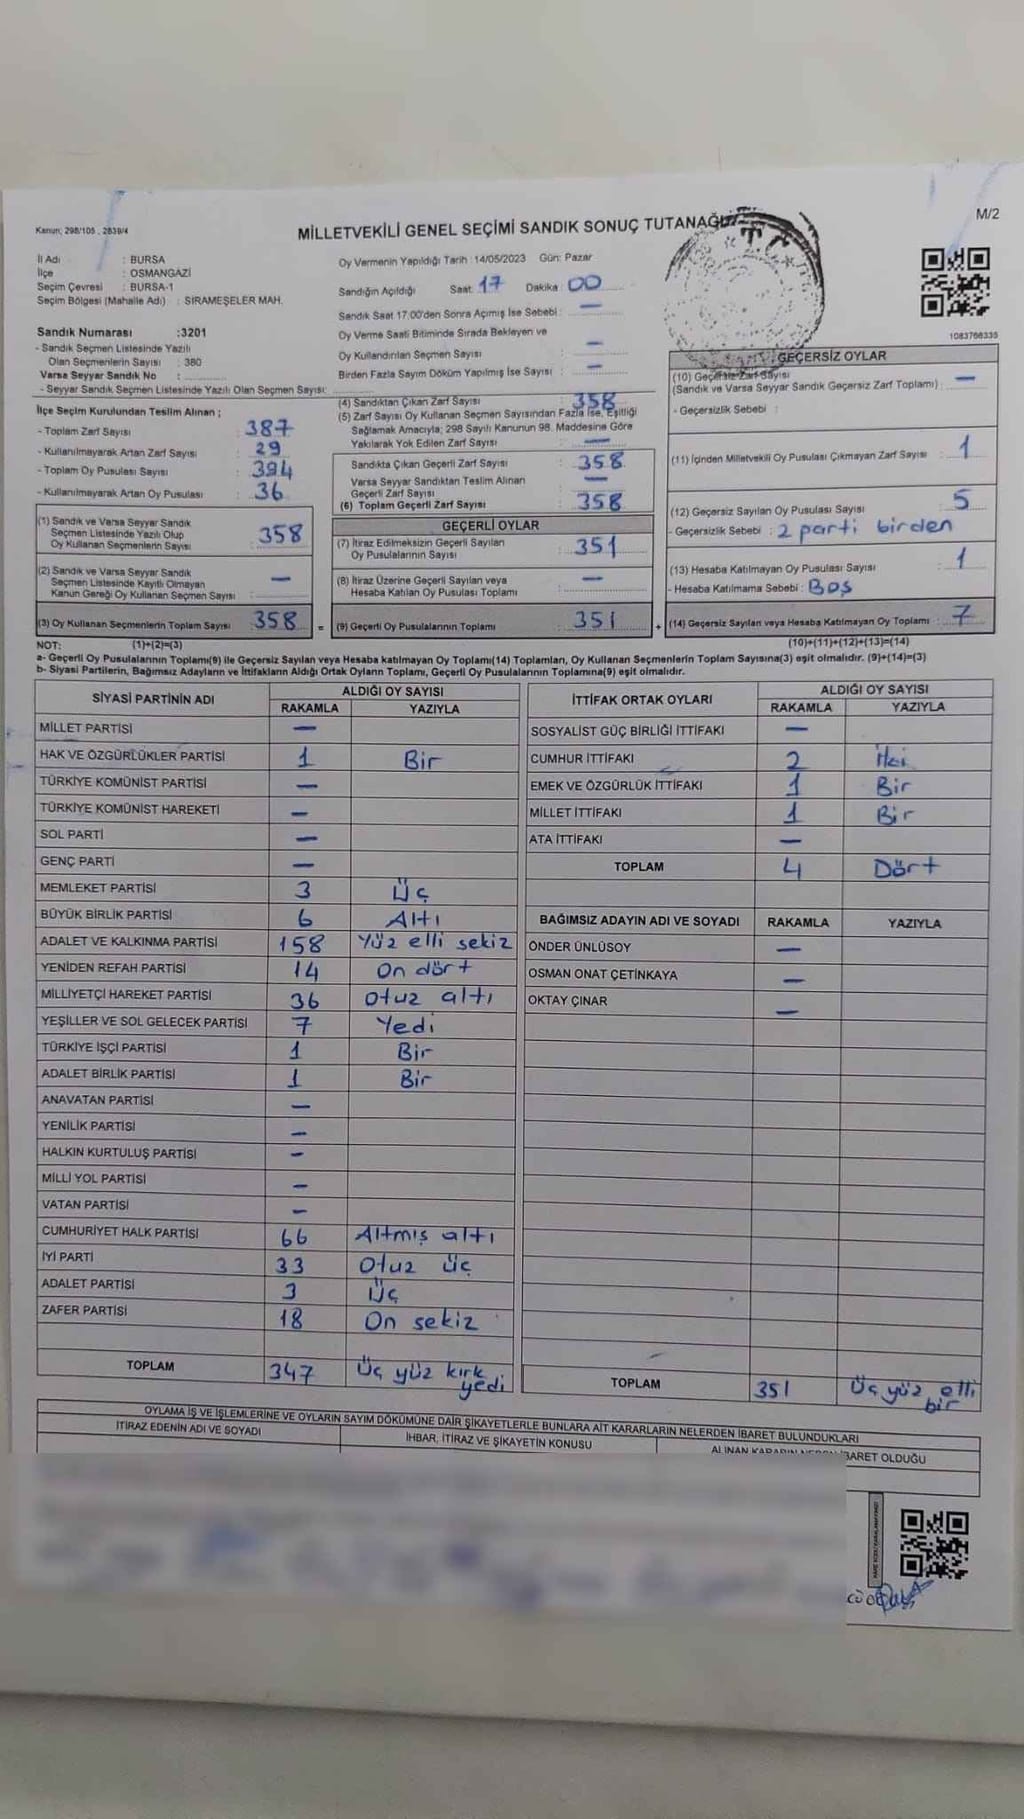 M/2
Kanun; 298/105 , 2839/4
MİLLETVEKİLİ GENEL SEÇİMİ SANDIK SONUÇ TUTANAĞI
T.C.
İl Adı : BURSA
İlçe : OSMANGAZİ
Seçim Çevresi : BURSA-1
Seçim Bölgesi (Mahalle Adı) : SIRAMEŞELER MAH.
Sandık Numarası :3201
- Sandık Seçmen Listesinde Yazılı
Olan Seçmenlerin Sayısı : 380
Varsa Seyyar Sandık No :
- Seyyar Sandık Seçmen Listesinde Yazılı Olan Seçmen Sayısı:
Oy Vermenin Yapıldığı Tarih :14/05/2023 Gün: Pazar
Sandığın Açıldığı Saat: 17 Dakika : 00
Sandık Saat 17.00'den Sonra Açımış İse Sebebi : —
Oy Verme Saati Bitiminde Sırada Bekleyen ve
Oy Kullandırılan Seçmen Sayısı : —
Birden Fazla Sayım Döküm Yapılmış İse Sayısı : —
1083766335
İlçe Seçim Kurulundan Teslim Alınan ;
- Toplam Zarf Sayısı : 387
- Kullanılmayarak Artan Zarf Sayısı : 29
- Toplam Oy Pusulası Sayısı : 394
- Kullanılmayarak Artan Oy Pusulası : 36
(1) Sandık ve Varsa Seyyar Sandık
Seçmen Listesinde Yazılı Olup
Oy Kullanan Seçmenlerin Sayısı : 358
(2) Sandık ve Varsa Seyyar Sandık
Seçmen Listesinde Kayıtlı Olmayan
Kanun Gereği Oy Kullanan Seçmen Sayısı : —
(3) Oy Kullanan Seçmenlerin Toplam Sayısı : 358 =
(4) Sandıktan Çıkan Zarf Sayısı : 358
(5) Zarf Sayısı Oy Kullanan Seçmen Sayısından Fazla İse, Eşitliği
Sağlamak Amacıyla; 298 Sayılı Kanunun 98. Maddesine Göre
Yakılarak Yok Edilen Zarf Sayısı : —
Sandıkta Çıkan Geçerli Zarf Sayısı : 358
Varsa Seyyar Sandıktan Teslim Alınan
Geçerli Zarf Sayısı : —
(6) Toplam Geçerli Zarf Sayısı : 358
GEÇERLİ OYLAR
(7) İtiraz Edilmeksizin Geçerli Sayılan
Oy Pusulalarının Sayısı : 351
(8) İtiraz Üzerine Geçerli Sayılan veya
Hesaba Katılan Oy Pusulası Toplamı : —
(9) Geçerli Oy Pusulalarının Toplamı : 351 +
GEÇERSİZ OYLAR
(10) Geçersiz Zarf Sayısı
(Sandık ve Varsa Seyyar Sandık Geçersiz Zarf Toplamı) : —
- Geçersizlik Sebebi :
(11) İçinden Milletvekili Oy Pusulası Çıkmayan Zarf Sayısı : 1
(12) Geçersiz Sayılan Oy Pusulası Sayısı : 5
- Geçersizlik Sebebi : 2 parti birden
(13) Hesaba Katılmayan Oy Pusulası Sayısı : 1
- Hesaba Katılmama Sebebi : Boş
(14) Geçersiz Sayılan veya Hesaba Katılmayan Oy Toplamı : 7
NOT: (1)+(2)=(3) (10)+(11)+(12)+(13)=(14)
a- Geçerli Oy Pusulalarının Toplamı(9) ile Geçersiz Sayılan veya Hesaba katılmayan Oy Toplamı(14) Toplamları, Oy Kullanan Seçmenlerin Toplam Sayısına(3) eşit olmalıdır. (9)+(14)=(3)
b- Siyasi Partilerin, Bağımsız Adayların ve İttifakların Aldığı Ortak Oyların Toplamı, Geçerli Oy Pusulalarının Toplamına(9) eşit olmalıdır.
SİYASİ PARTİNİN ADI ALDIĞI OY SAYISI
RAKAMLA YAZIYLA
MİLLET PARTİSİ —
HAK VE ÖZGÜRLÜKLER PARTİSİ 1 Bir
TÜRKİYE KOMÜNİST PARTİSİ —
TÜRKİYE KOMÜNİST HAREKETİ —
SOL PARTİ —
GENÇ PARTİ —
MEMLEKET PARTİSİ 3 Üç
BÜYÜK BİRLİK PARTİSİ 6 Altı
ADALET VE KALKINMA PARTİSİ 158 Yüz elli sekiz
YENİDEN REFAH PARTİSİ 14 On dört
MİLLİYETÇİ HAREKET PARTİSİ 36 Otuz altı
YEŞİLLER VE SOL GELECEK PARTİSİ 7 Yedi
TÜRKİYE İŞÇİ PARTİSİ 1 Bir
ADALET BİRLİK PARTİSİ 1 Bir
ANAVATAN PARTİSİ —
YENİLİK PARTİSİ —
HALKIN KURTULUŞ PARTİSİ —
MİLLİ YOL PARTİSİ —
VATAN PARTİSİ —
CUMHURİYET HALK PARTİSİ 66 Altmış altı
İYİ PARTİ 33 Otuz üç
ADALET PARTİSİ 3 Üç
ZAFER PARTİSİ 18 On sekiz
TOPLAM 347 Üç yüz kırk yedi
İTTİFAK ORTAK OYLARI ALDIĞI OY SAYISI
RAKAMLA YAZIYLA
SOSYALİST GÜÇ BİRLİĞİ İTTİFAKI —
CUMHUR İTTİFAKI 2 İki
EMEK VE ÖZGÜRLÜK İTTİFAKI 1 Bir
MİLLET İTTİFAKI 1 Bir
ATA İTTİFAKI —
TOPLAM 4 Dört
BAĞIMSIZ ADAYIN ADI VE SOYADI RAKAMLA YAZIYLA
ÖNDER ÜNLÜSOY —
OSMAN ONAT ÇETİNKAYA —
OKTAY ÇINAR —
TOPLAM 351 Üç yüz elli bir
OYLAMA İŞ VE İŞLEMLERİNE VE OYLARIN SAYIM DÖKÜMÜNE DAİR ŞİKAYETLERLE BUNLARA AİT KARARLARIN NELERDEN İBARET BULUNDUKLARI
İTİRAZ EDENİN ADI VE SOYADI İHBAR, İTİRAZ VE ŞİKAYETİN KONUSU ALINAN KARARIN NEDEN İBARET OLDUĞU